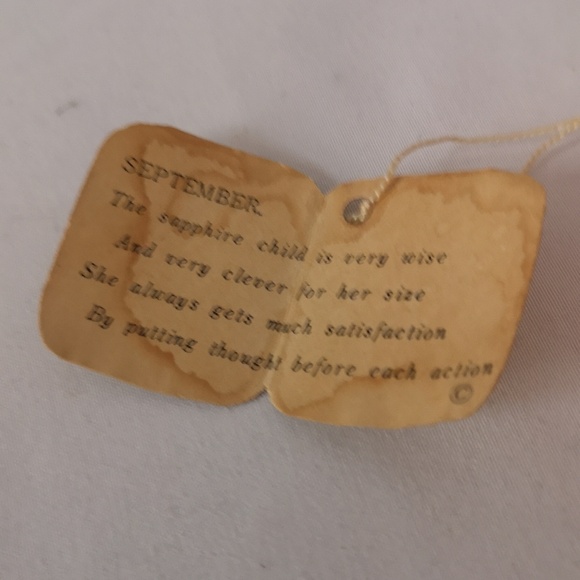 SEPTEMBER.
The sapphire child is very wise
And very clever for her size
She always gets much satisfaction
By putting thought before each action
©